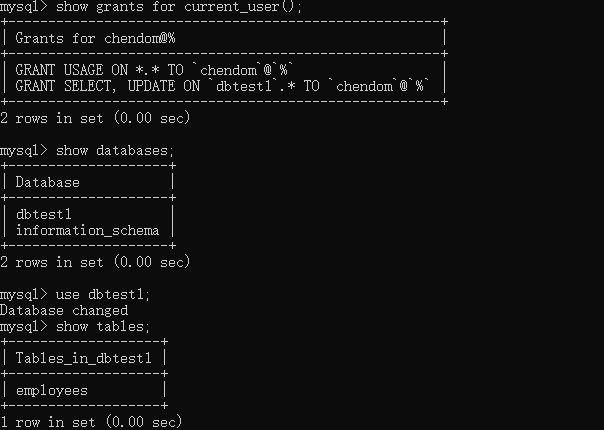 mysql> show grants for current_user();
+------------------------------------------------------+
| Grants for chendom@%                                 |
+------------------------------------------------------+
| GRANT USAGE ON *.* TO `chendom`@`%`                  |
| GRANT SELECT, UPDATE ON `dbtest1`.* TO `chendom`@`%` |
+------------------------------------------------------+
2 rows in set (0.00 sec)
mysql> show databases;
+--------------------+
| Database           |
+--------------------+
| dbtest1            |
| information_schema |
+--------------------+
2 rows in set (0.00 sec)
mysql> use dbtest1;
Database changed
mysql> show tables;
+-------------------+
| Tables_in_dbtest1 |
+-------------------+
| employees         |
+-------------------+
1 row in set (0.00 sec)